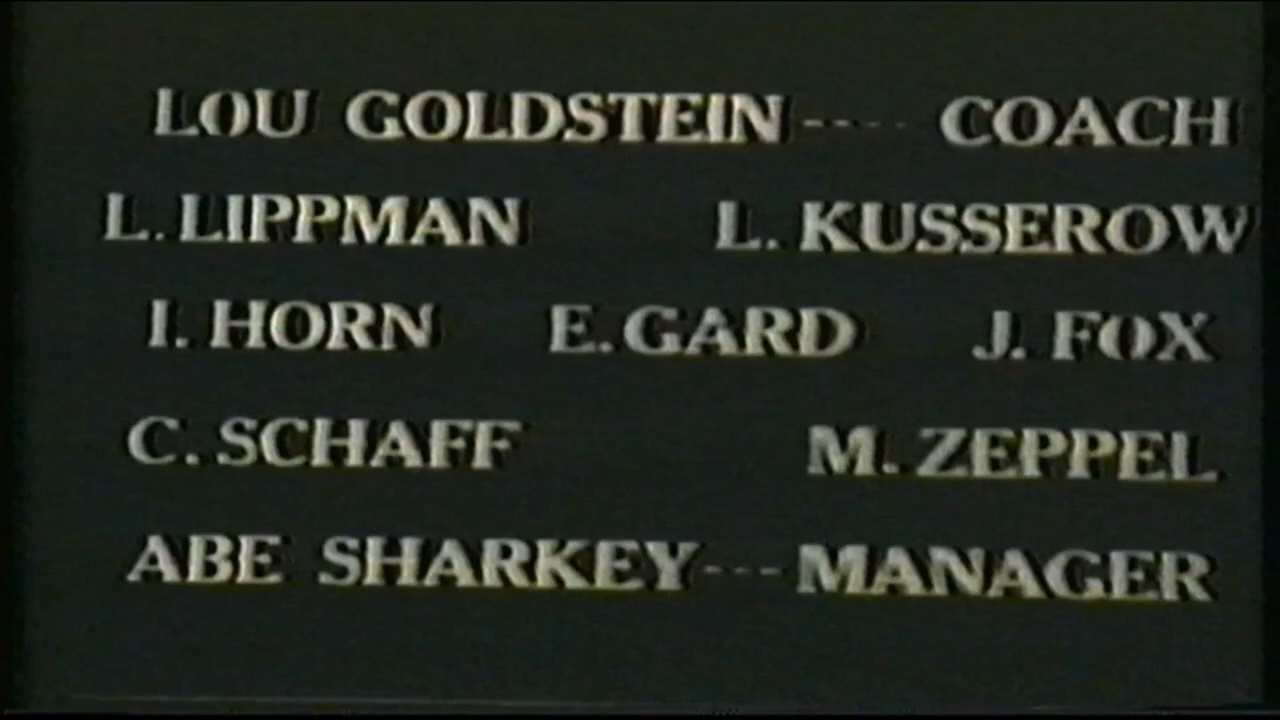 LOU GOLDSTEIN ---- COACH
L. LIPPMAN L. KUSSEROW
I. HORN E. GARD J. FOX
C. SCHAFF M. ZEPPEL
ABE SHARKEY --- MANAGER